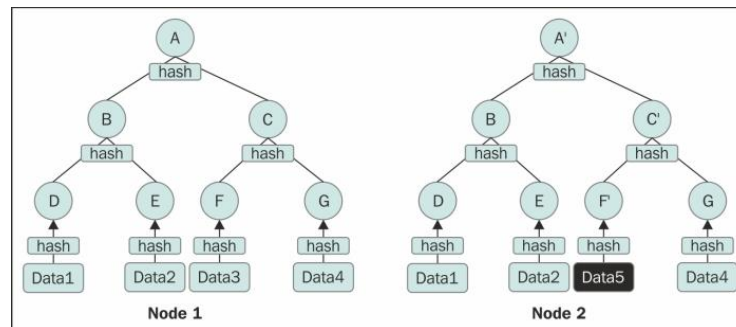 A A'
hash hash
B C B C'
hash hash hash hash
D E F G D E F' G
hash hash hash hash hash hash hash hash
Data1 Data2 Data3 Data4 Data1 Data2 Data5 Data4
Node 1 Node 2